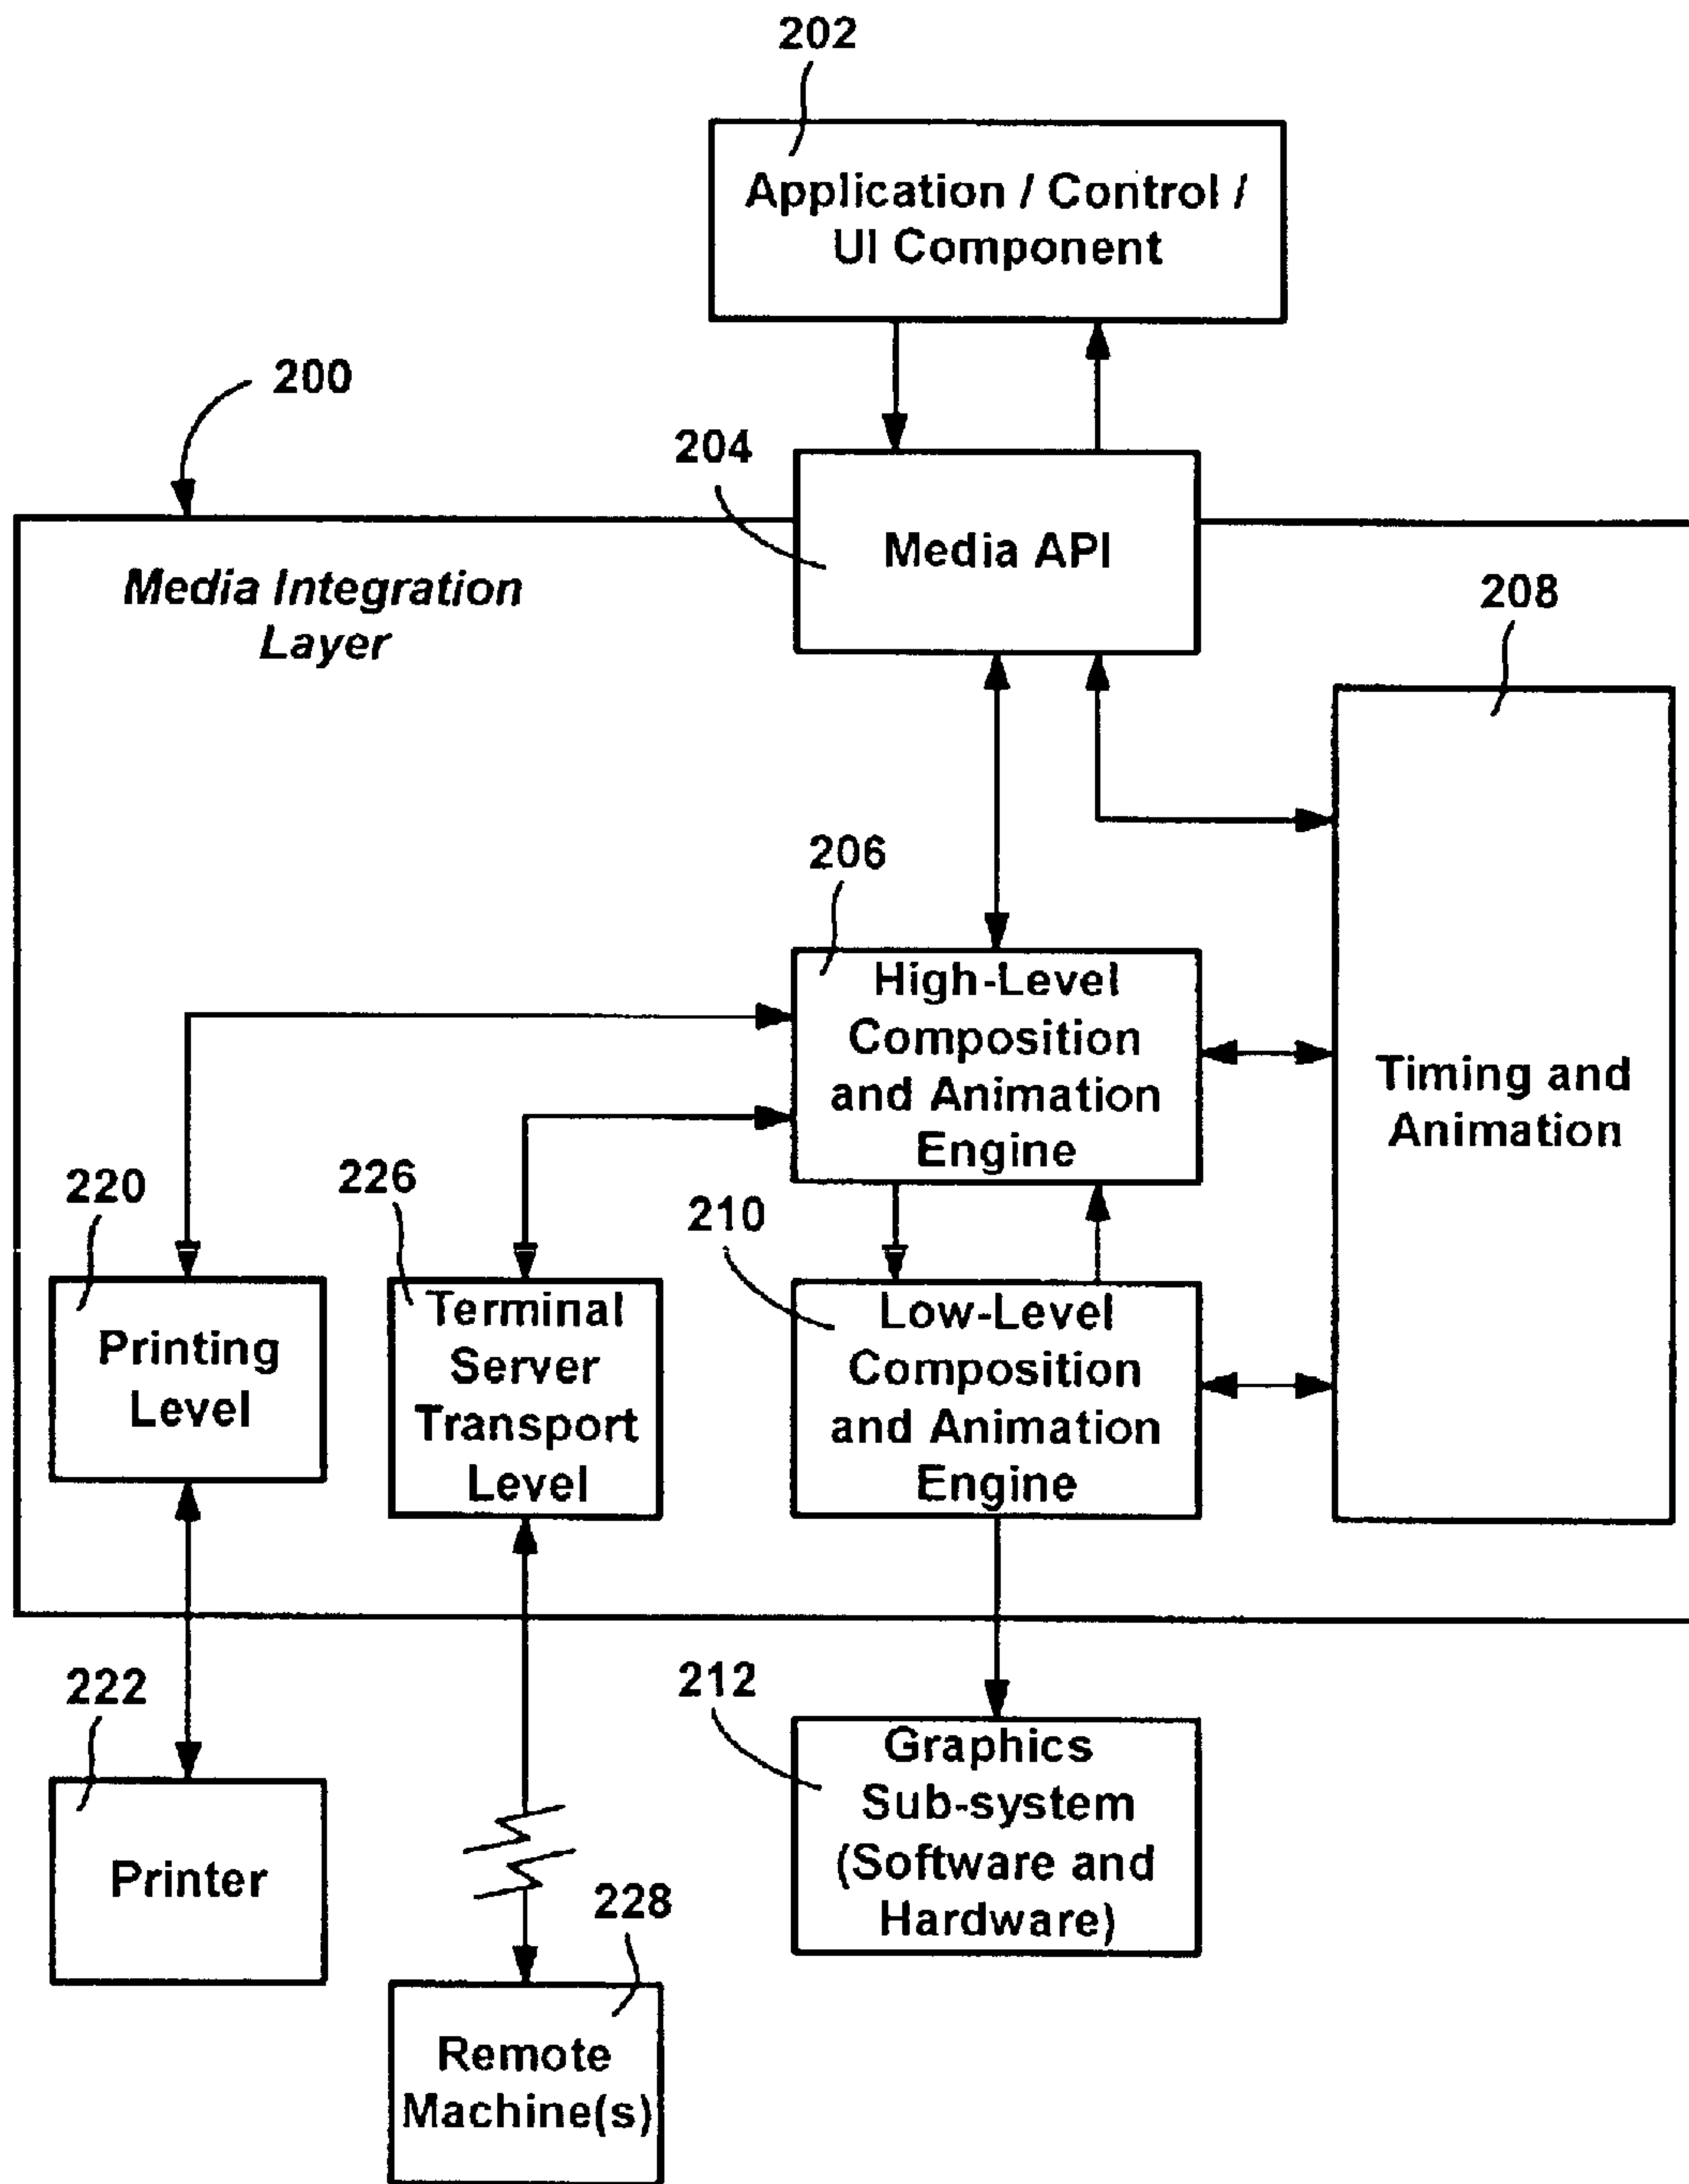 202
Application / Control /
UI Component
200
204
Media API
Media Integration
Layer
208
Timing and
Animation
206
High-Level
Composition
and Animation
Engine
220
Printing
Level
226
Terminal
Server
Transport
Level
210
Low-Level
Composition
and Animation
Engine
222
Printer
228
Remote
Machine(s)
212
Graphics
Sub-system
(Software and
Hardware)